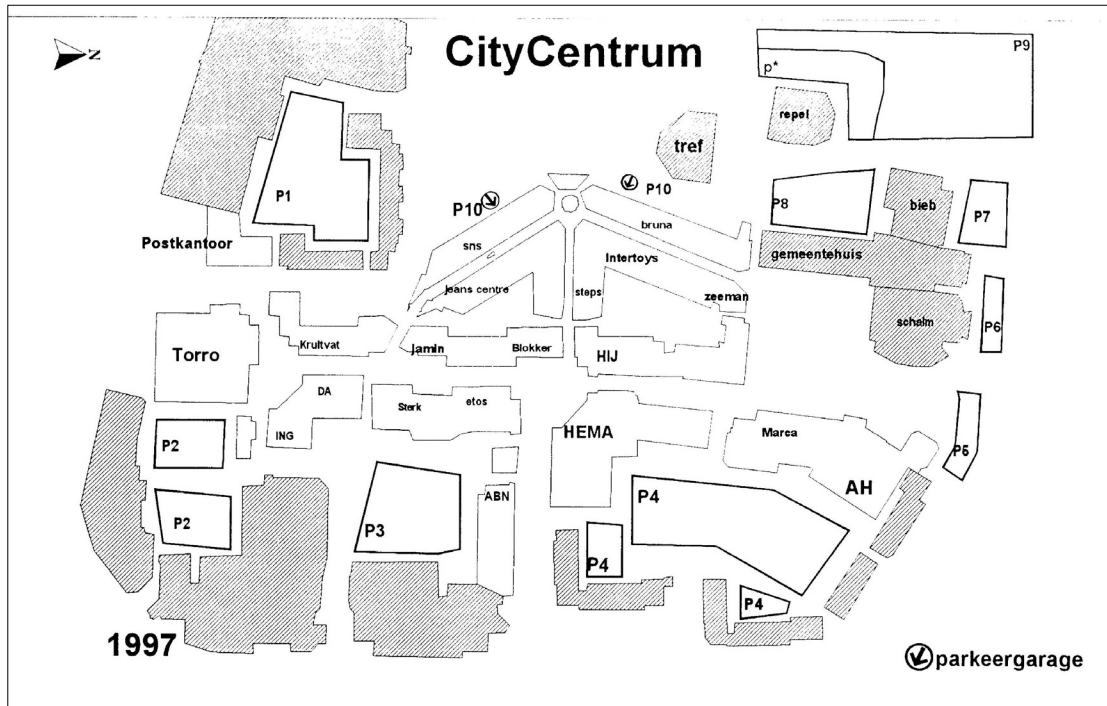 CityCentrum
N
P9
p*
repel
tref
P1
P10
P10
P8
bieb
P7
bruna
Postkantoor
sns
Intertoys
gemeentehuis
jeans centre
steps
zeeman
schalm
P6
Torro
Kruitvat
jamin
Blokker
HIJ
DA
Sterk
etos
ING
HEMA
Marca
P2
P5
AH
P4
ABN
P2
P3
P4
P4
1997
parkeergarage